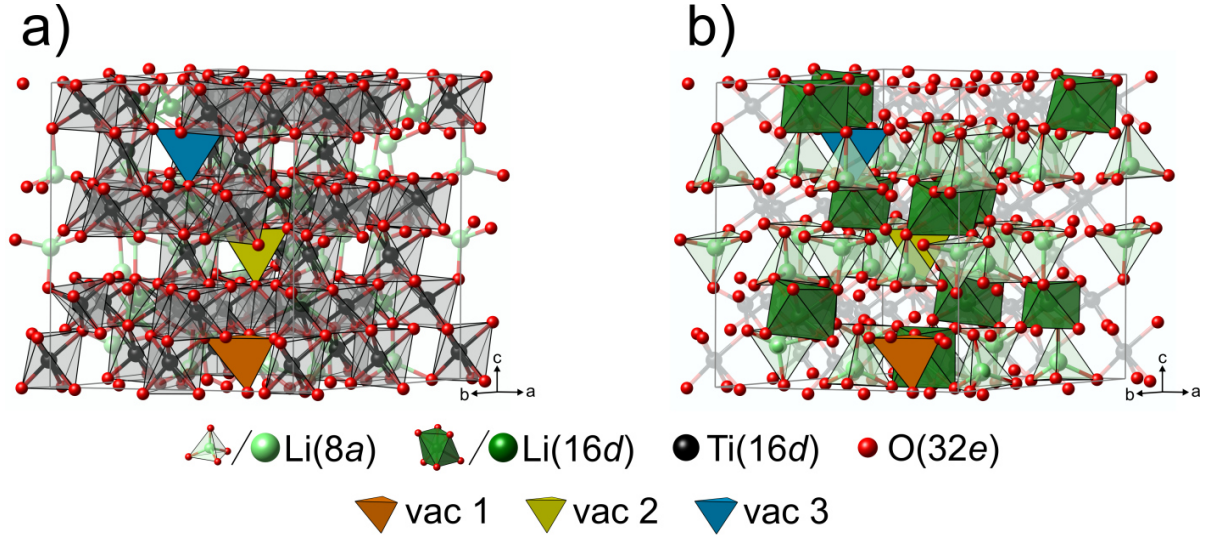 a)
b)
c
b
a
c
b
a
/ Li(8a)
/ Li(16d)
Ti(16d)
O(32e)
vac 1
vac 2
vac 3